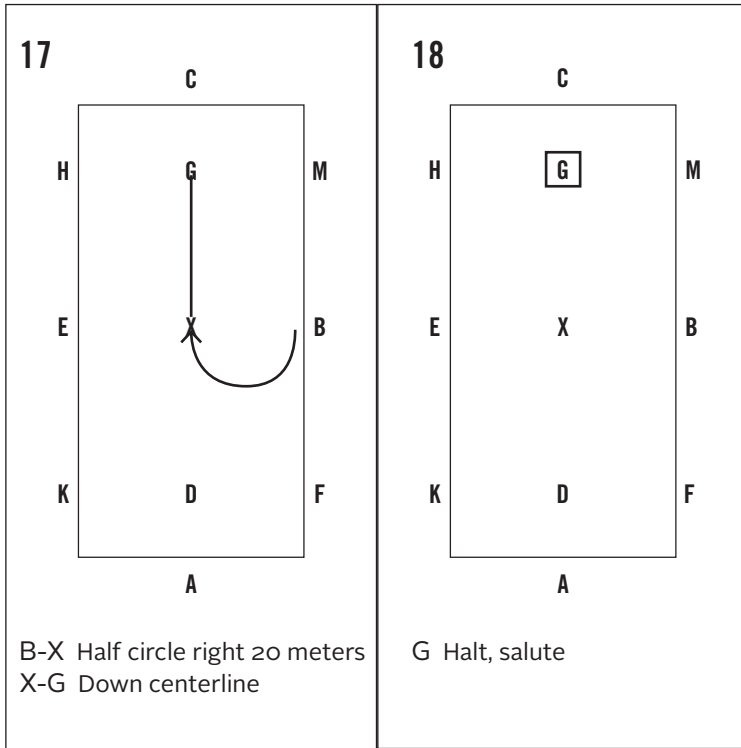 17
C
H
G
M
E
X
B
K
D
F
A
B-X Half circle right 20 meters
X-G Down centerline
18
C
H
G
M
E
X
B
K
D
F
A
G Halt, salute